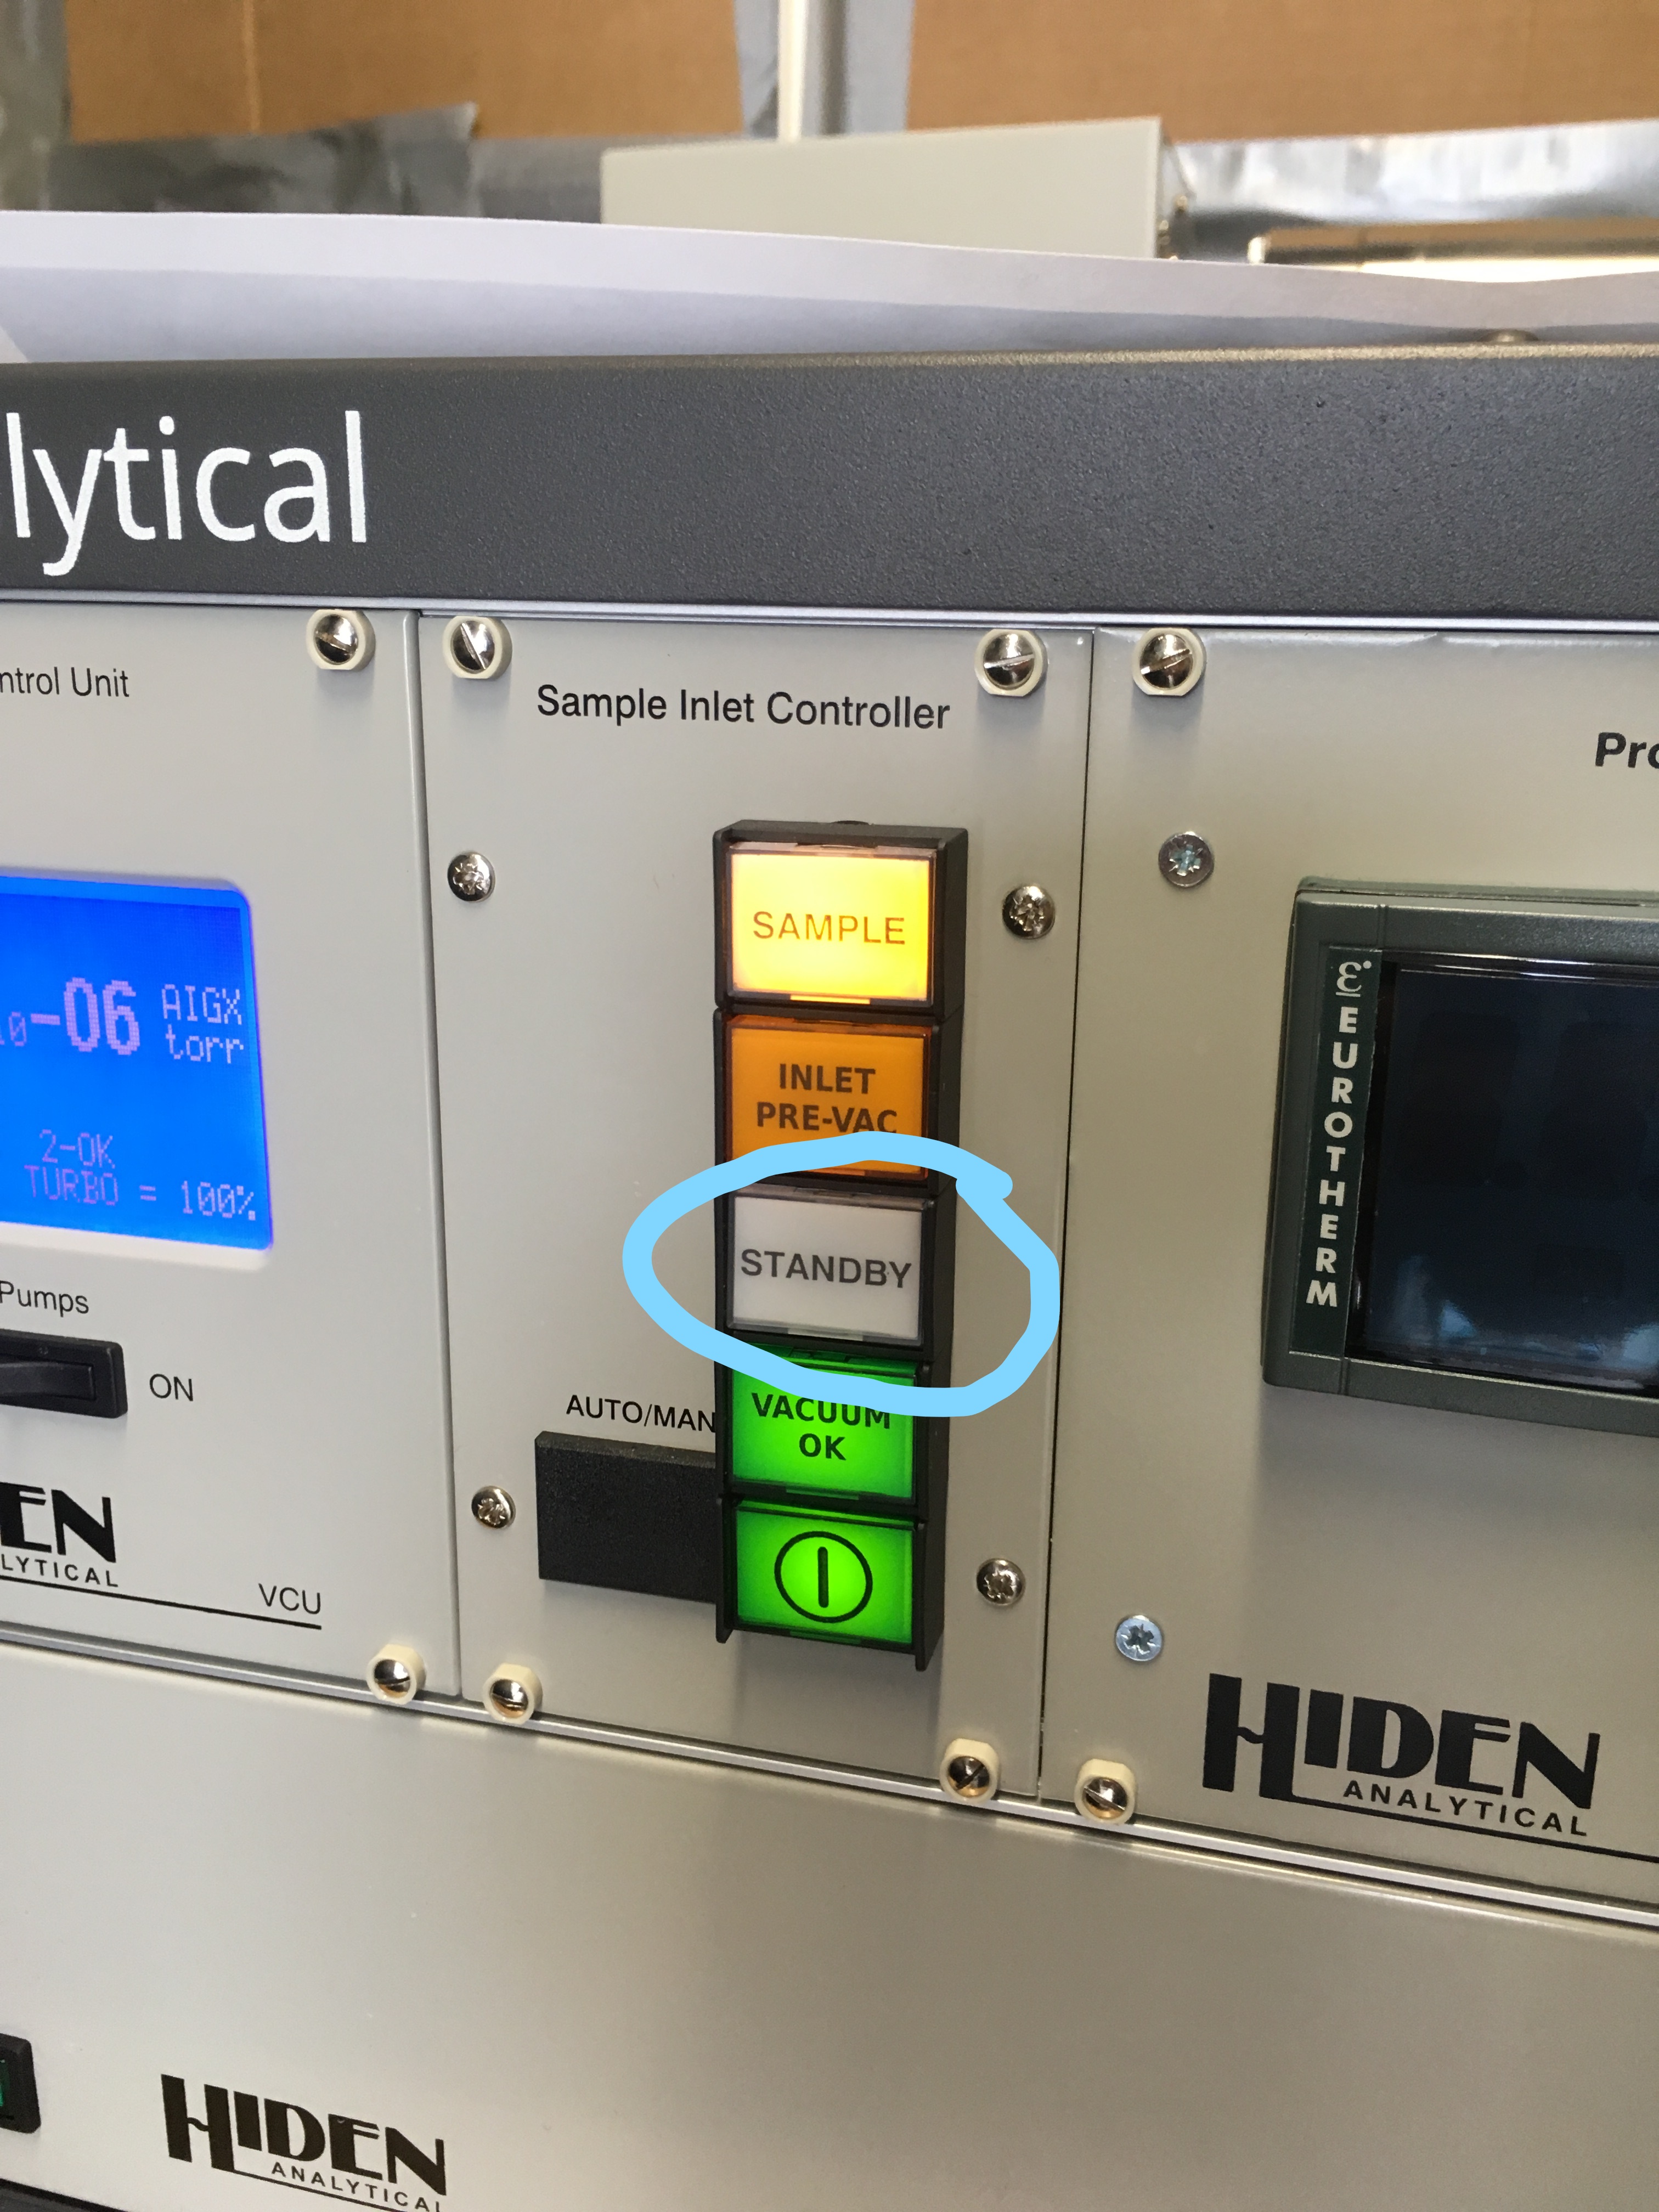 lytical
ntrol Unit
-06 AIGX
torr
2-OK
TURBO = 100%
Pumps
ON
EN
LYTICAL
VCU
Sample Inlet Controller
SAMPLE
INLET
PRE-VAC
STANDBY
AUTO/MAN
VACUUM
OK
Pro
EUROTHERM
HIDEN
ANALYTICAL
HIDEN
ANALYTICAL